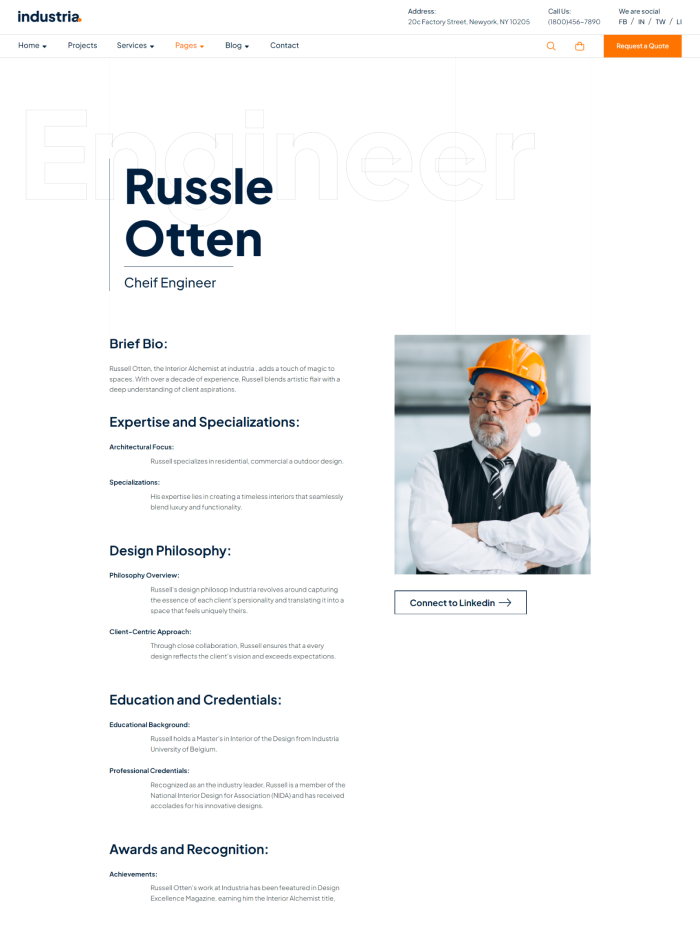 industria.
Address:
20c Factory Street, Newyork, NY 10205
Call Us:
(1800)456-7890
We are social
FB / IN / TW / LI
Home
Projects
Services
Pages
Blog
Contact
Request a Quote
Engineer
Russle
Otten
Cheif Engineer
Brief Bio:
Russell Otten, the Interior Alchemist at industria . adds a touch of magic to
spaces. With over a decade of experience, Russell blends artistic flair with a
deep understanding of client aspirations.
Expertise and Specializations:
Architectural Focus:
Russell specializes in residential, commercial a outdoor design.
Specializations:
His expertise lies in creating a timeless interiors that seamlessly
blend luxury and functionality.
Design Philosophy:
Philosophy Overview:
Russell's design philosop Industria revolves around capturing
the essence of each client's persionality and translating it into a
space that feels uniquely theirs.
Client-Centric Approach:
Through close collaboration, Russell ensures that a every
design reflects the client's vision and exceeds expectations.
Education and Credentials:
Educational Background:
Russell holds a Master's in Interior of the Design from Industria
University of Belgium.
Professional Credentials:
Recognized as an the industry leader, Russell is a member of the
National Interior Design for Association (NIDA) and has received
accolades for his innovative designs.
Awards and Recognition:
Achievements:
Russell Otten's work at Industria has been feeatured in Design
Excellence Magazine, earning him the Interior Alchemist title.
Connect to Linkedin